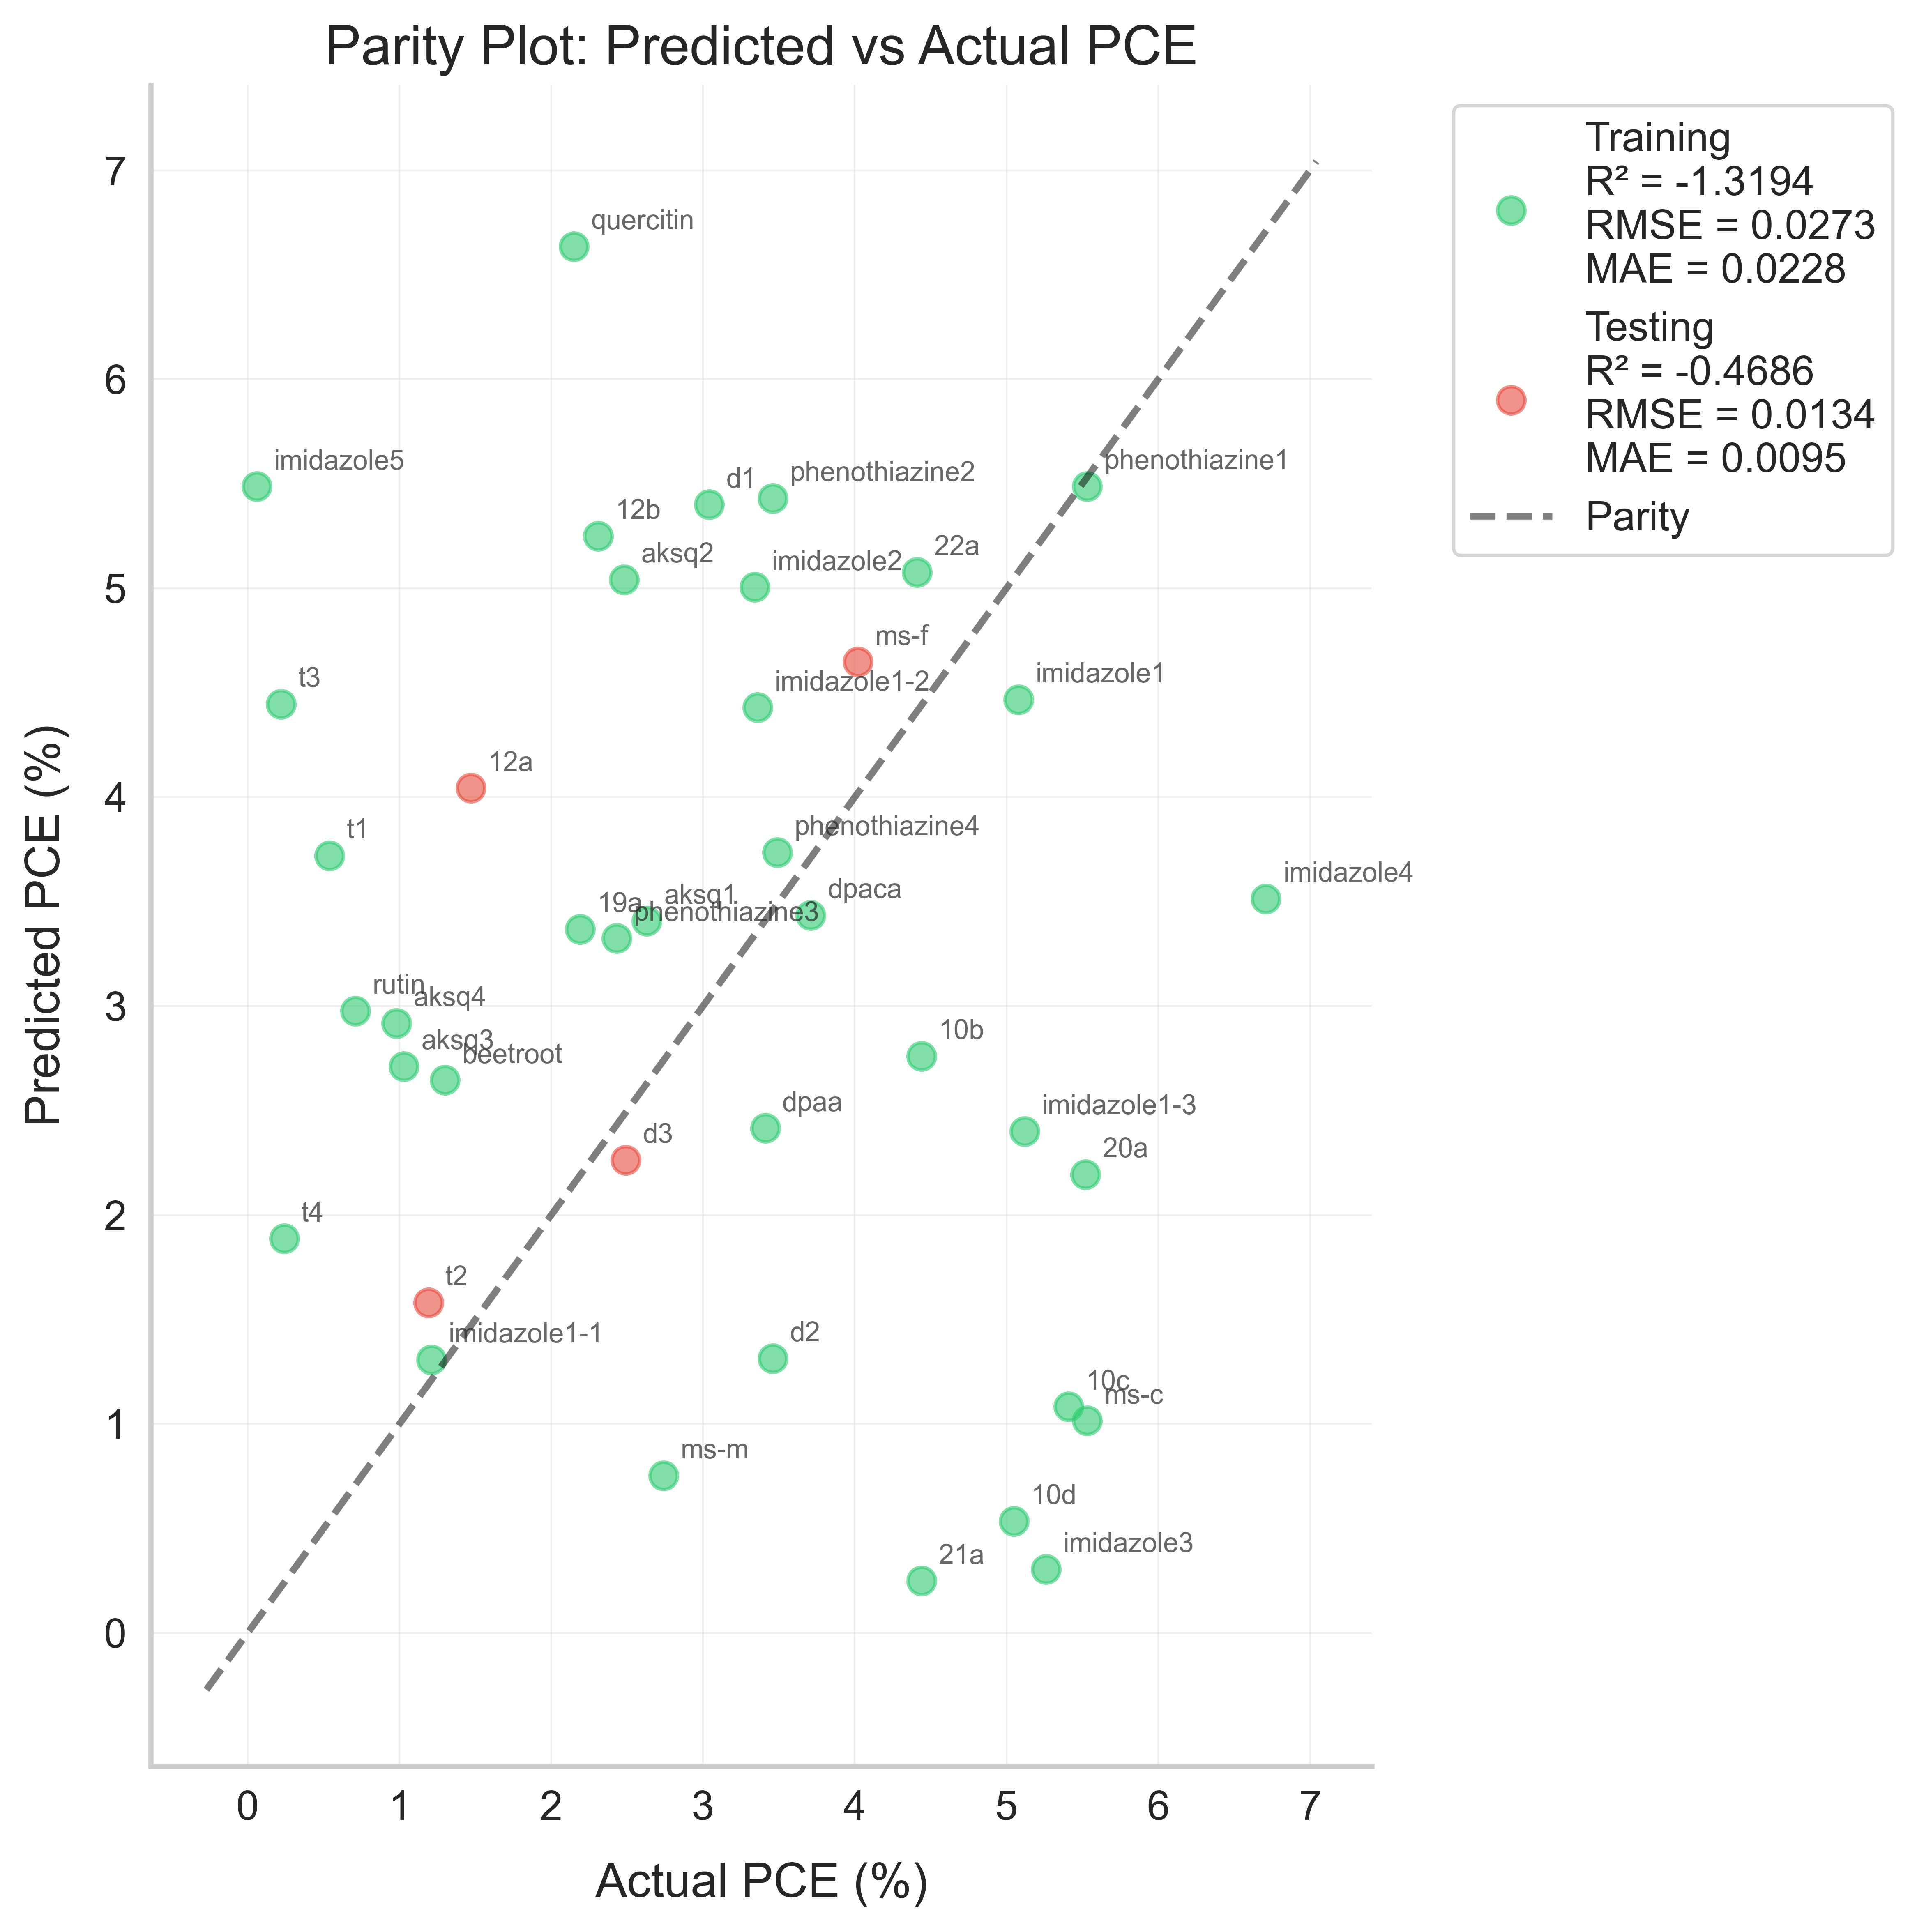 Parity Plot: Predicted vs Actual PCE
Training
R² = -1.3194
RMSE = 0.0273
MAE = 0.0228
Testing
R² = -0.4686
RMSE = 0.0134
MAE = 0.0095
Parity
Predicted PCE (%)
7
6
5
4
3
2
1
0
quercitin
imidazole5
d1
phenothiazine2
phenothiazine1
12b
aksq2
imidazole2
22a
ms-f
imidazole1-2
imidazole1
t3
12a
t1
phenothiazine4
imidazole4
19a
aksq1
phenothiazine3
dpaca
rutin
aksq4
aksq3
beetroot
10b
dpaa
imidazole1-3
d3
20a
t4
t2
imidazole1-1
d2
10c
ms-c
ms-m
10d
imidazole3
21a
0 1 2 3 4 5 6 7
Actual PCE (%)